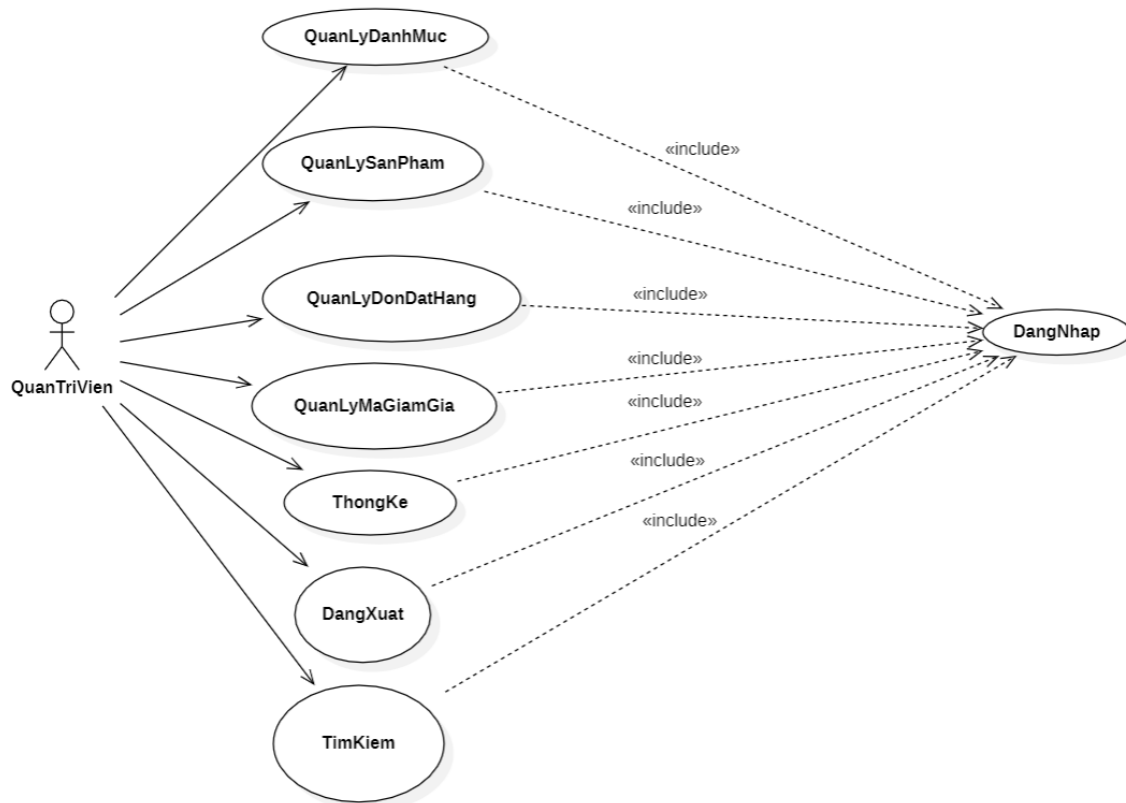 QuanLyDanhMuc
«include»
QuanLySanPham
«include»
QuanLyDonDatHang
«include»
DangNhap
QuanTriVien
«include»
QuanLyMaGiamGia
«include»
«include»
ThongKe
«include»
DangXuat
TimKiem